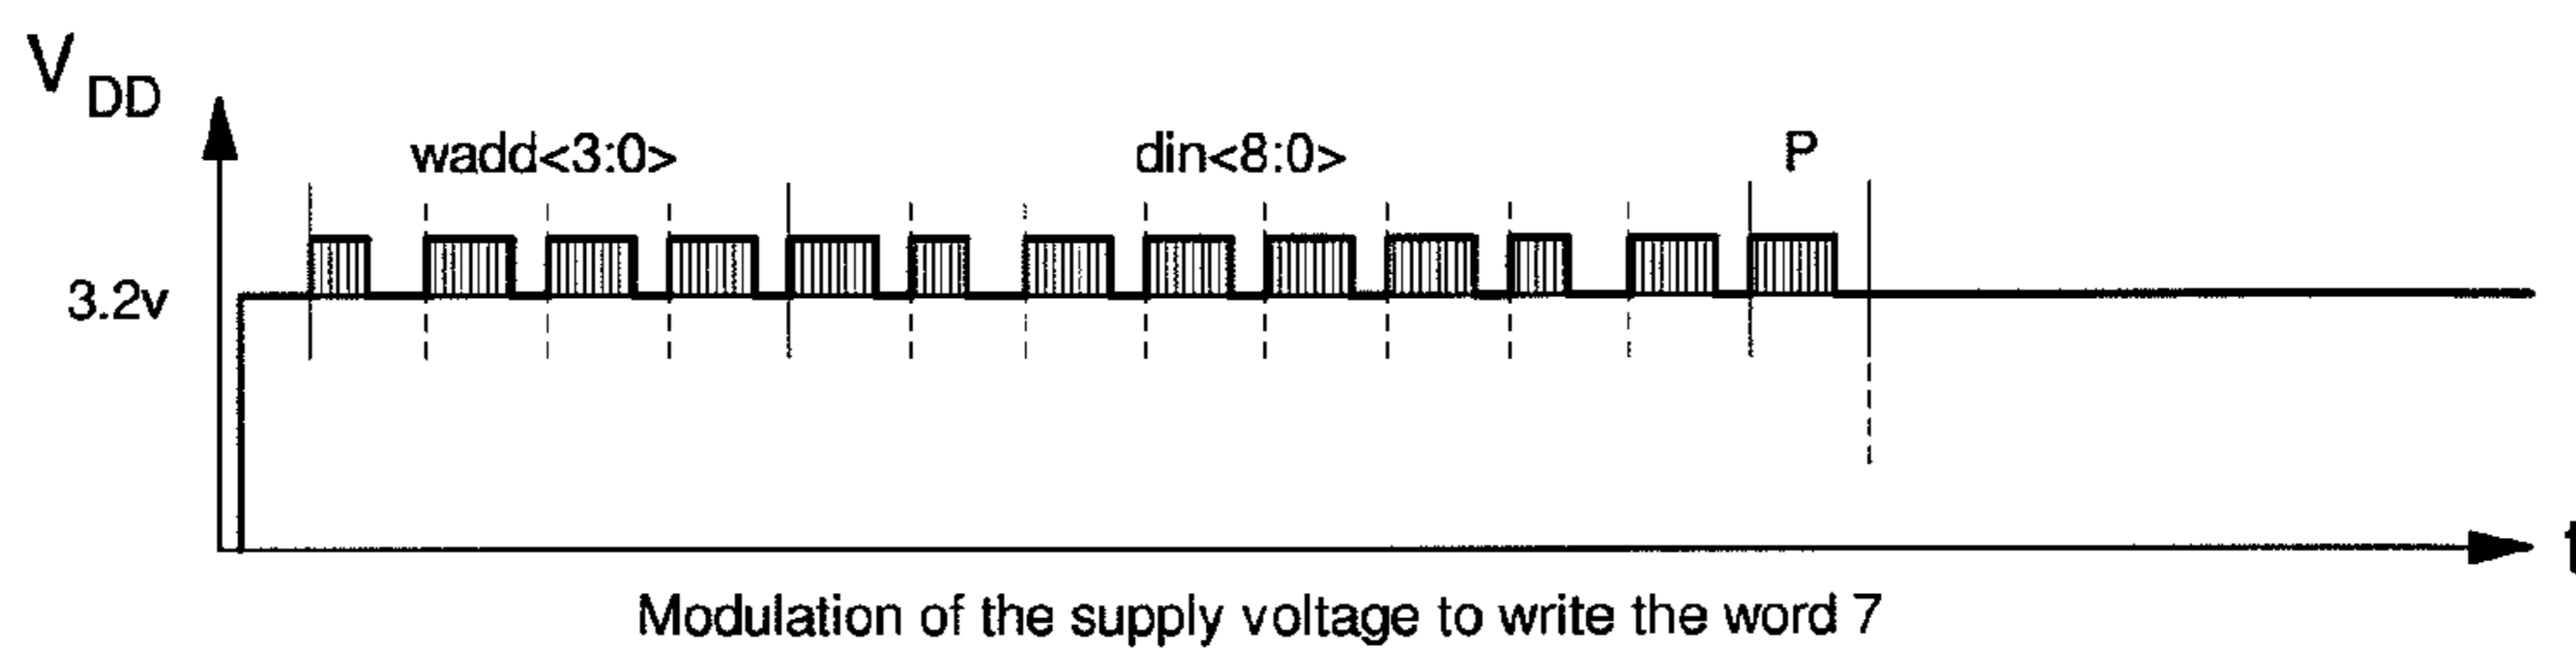 V DD
wadd<3:0>
din<8:0>
P
3.2v
t
Modulation of the supply voltage to write the word 7